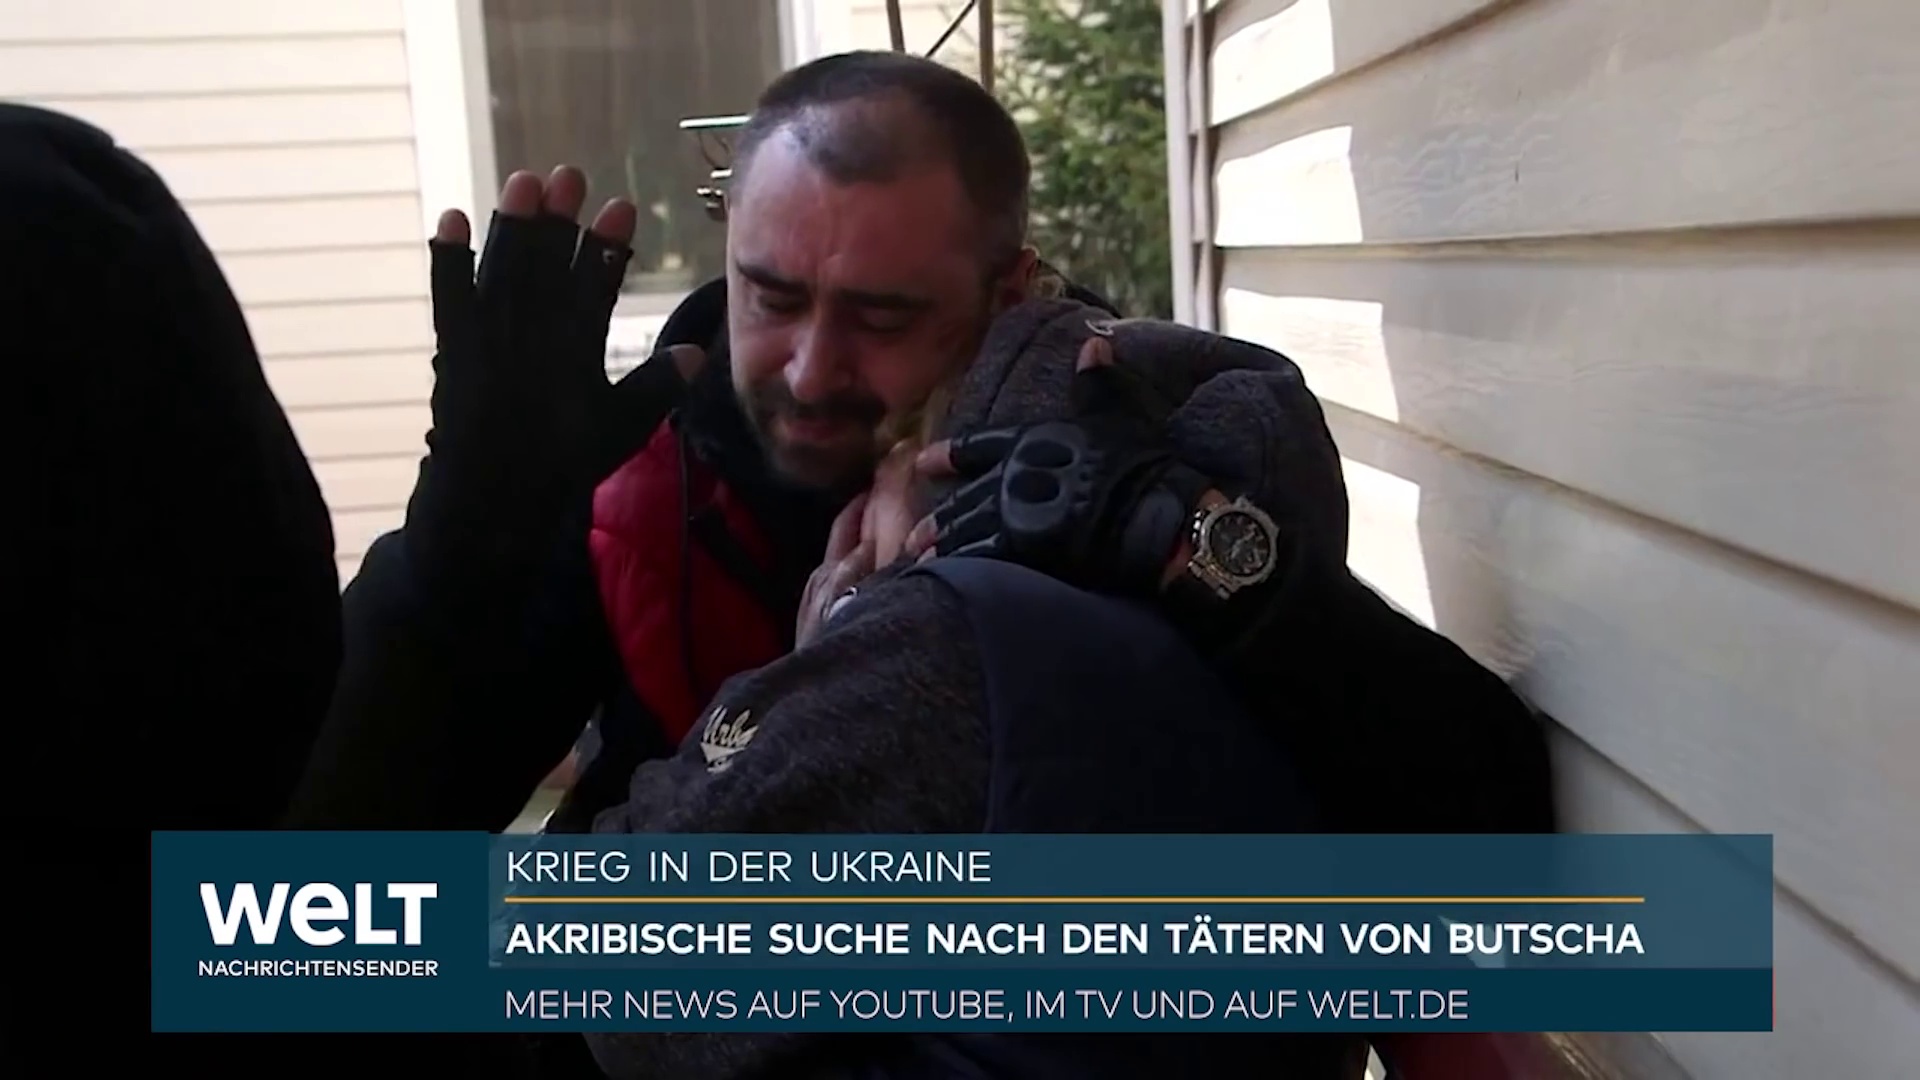 Urba
WELT
NACHRICHTENSENDER
KRIEG IN DER UKRAINE
AKRIBISCHE SUCHE NACH DEN TÄTERN VON BUTSCHA
MEHR NEWS AUF YOUTUBE, IM TV UND AUF WELT.DE